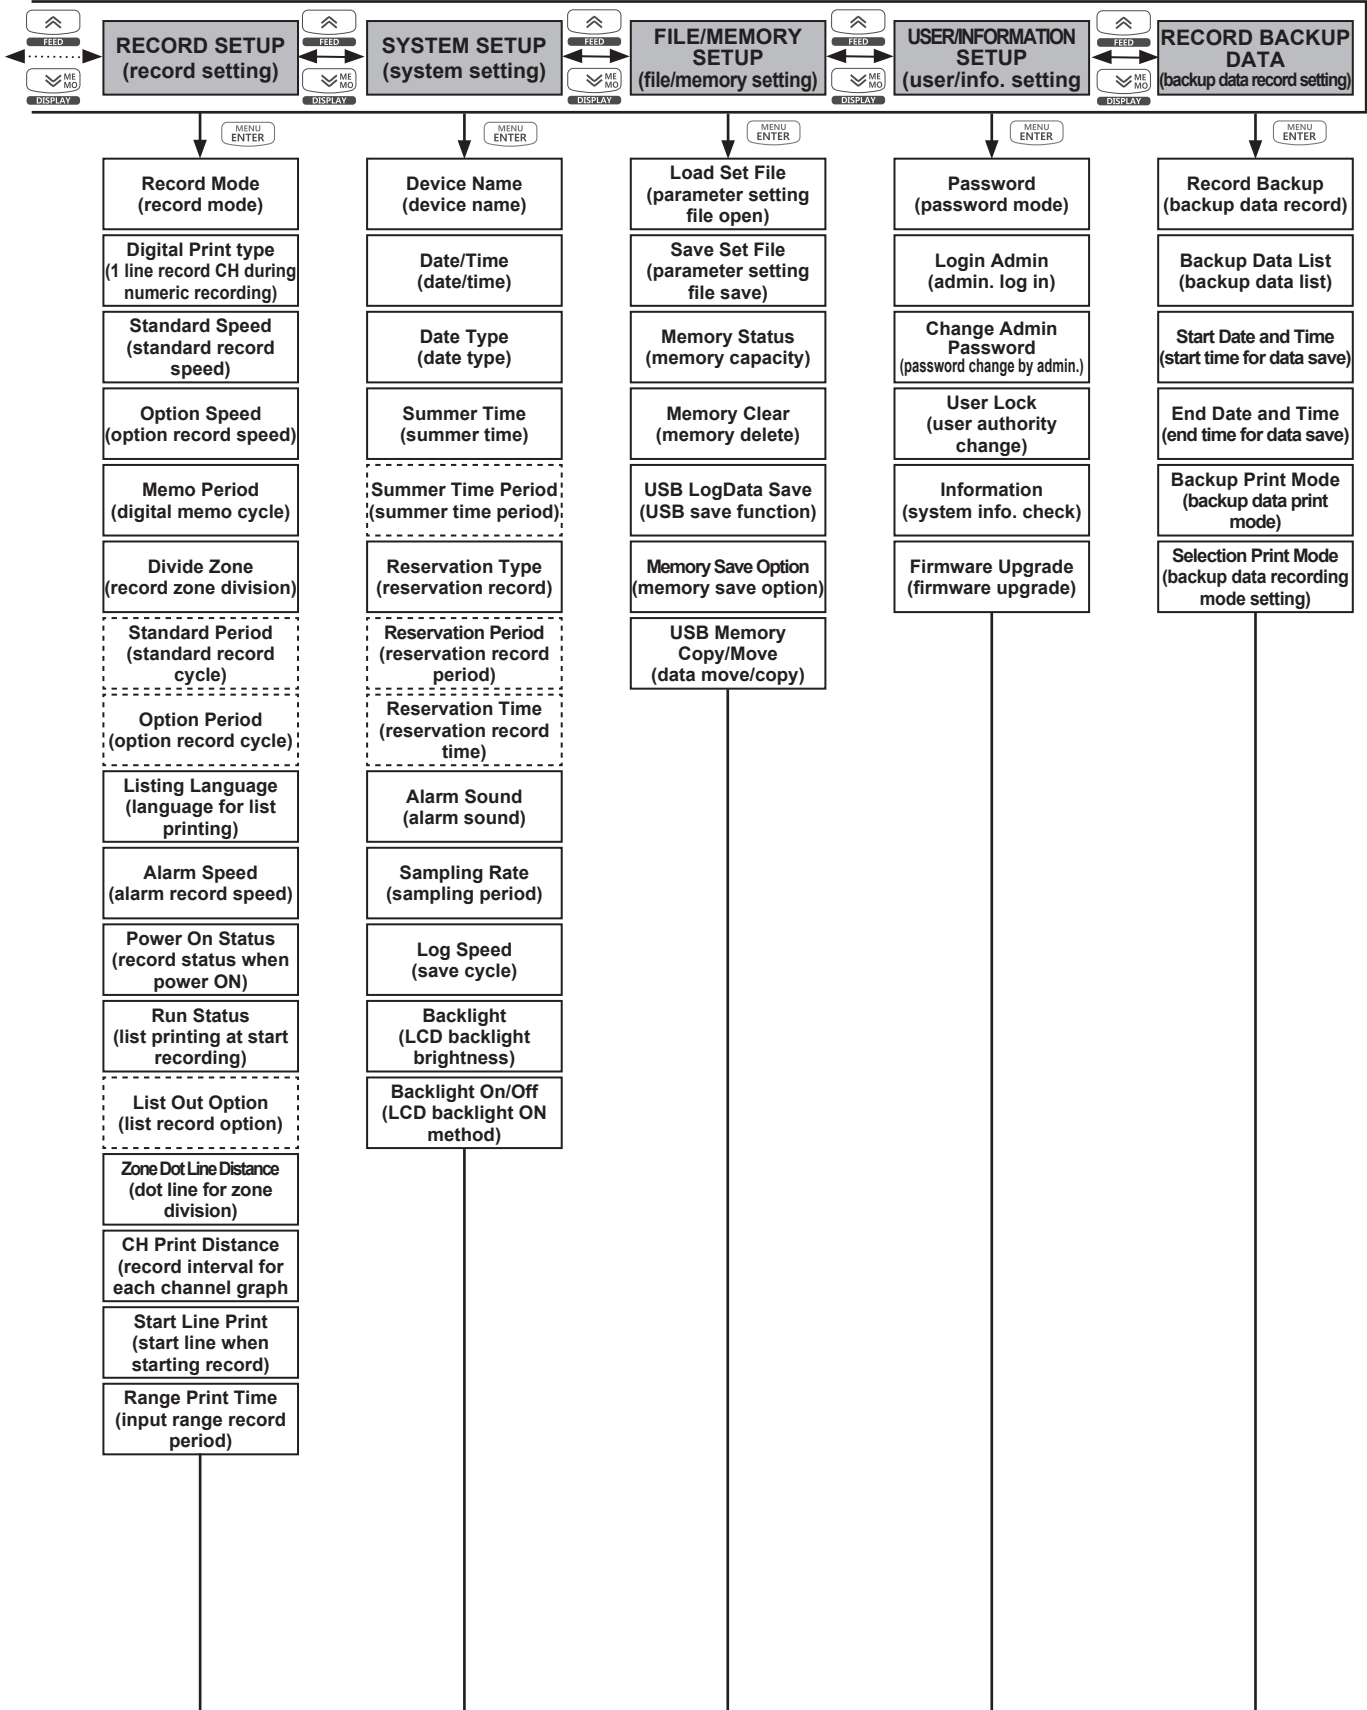 FEED
ME
MO
DISPLAY
RECORD SETUP
(record setting)
FEED
ME
MO
DISPLAY
SYSTEM SETUP
(system setting)
FEED
ME
MO
DISPLAY
FILE/MEMORY
SETUP
(file/memory setting)
FEED
ME
MO
DISPLAY
USER/INFORMATION
SETUP
(user/info. setting
FEED
ME
MO
DISPLAY
RECORD BACKUP
DATA
(backup data record setting)
MENU
ENTER
Record Mode
(record mode)
Digital Print type
(1 line record CH during
numeric recording)
Standard Speed
(standard record
speed)
Option Speed
(option record speed)
Memo Period
(digital memo cycle)
Divide Zone
(record zone division)
Standard Period
(standard record
cycle)
Option Period
(option record cycle)
Listing Language
(language for list
printing)
Alarm Speed
(alarm record speed)
Power On Status
(record status when
power ON)
Run Status
(list printing at start
recording)
List Out Option
(list record option)
Zone Dot Line Distance
(dot line for zone
division)
CH Print Distance
(record interval for
each channel graph
Start Line Print
(start line when
starting record)
Range Print Time
(input range record
period)
MENU
ENTER
Device Name
(device name)
Date/Time
(date/time)
Date Type
(date type)
Summer Time
(summer time)
Summer Time Period
(summer time period)
Reservation Type
(reservation record)
Reservation Period
(reservation record
period)
Reservation Time
(reservation record
time)
Alarm Sound
(alarm sound)
Sampling Rate
(sampling period)
Log Speed
(save cycle)
Backlight
(LCD backlight
brightness)
Backlight On/Off
(LCD backlight ON
method)
MENU
ENTER
Load Set File
(parameter setting
file open)
Save Set File
(parameter setting
file save)
Memory Status
(memory capacity)
Memory Clear
(memory delete)
USB LogData Save
(USB save function)
Memory Save Option
(memory save option)
USB Memory
Copy/Move
(data move/copy)
MENU
ENTER
Password
(password mode)
Login Admin
(admin. log in)
Change Admin
Password
(password change by admin.)
User Lock
(user authority
change)
Information
(system info. check)
Firmware Upgrade
(firmware upgrade)
MENU
ENTER
Record Backup
(backup data record)
Backup Data List
(backup data list)
Start Date and Time
(start time for data save)
End Date and Time
(end time for data save)
Backup Print Mode
(backup data print
mode)
Selection Print Mode
(backup data recording
mode setting)